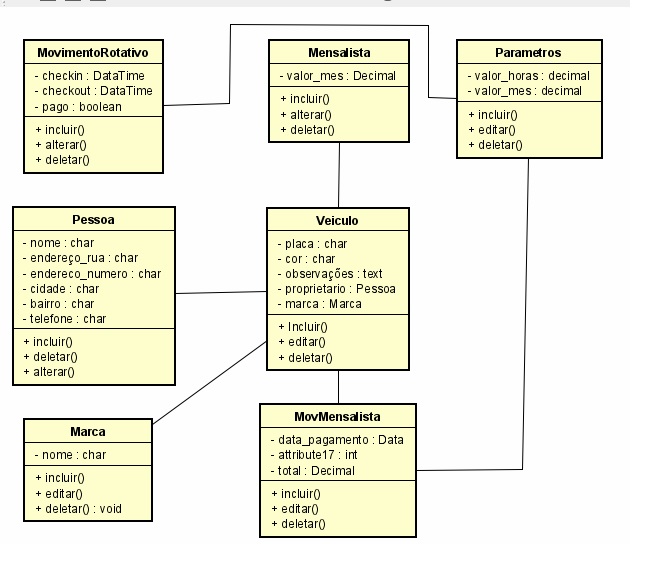 MovimentoRotativo
- checkin : DataTime
- checkout : DataTime
- pago : boolean
+ incluir()
+ alterar()
+ deletar()
Mensalista
- valor_mes : Decimal
+ incluir()
+ alterar()
+ deletar()
Parametros
- valor_horas : decimal
- valor_mes : decimal
+ incluir()
+ editar()
+ deletar()
Pessoa
- nome : char
- endereço_rua : char
- endereco_numero : char
- cidade : char
- bairro : char
- telefone : char
+ incluir()
+ deletar()
+ alterar()
Veiculo
- placa : char
- cor : char
- observações : text
- proprietario : Pessoa
- marca : Marca
+ Incluir()
+ editar()
+ deletar()
Marca
- nome : char
+ incluir()
+ editar()
+ deletar() : void
MovMensalista
- data_pagamento : Data
- attribute17 : int
- total : Decimal
+ incluir()
+ editar()
+ deletar()